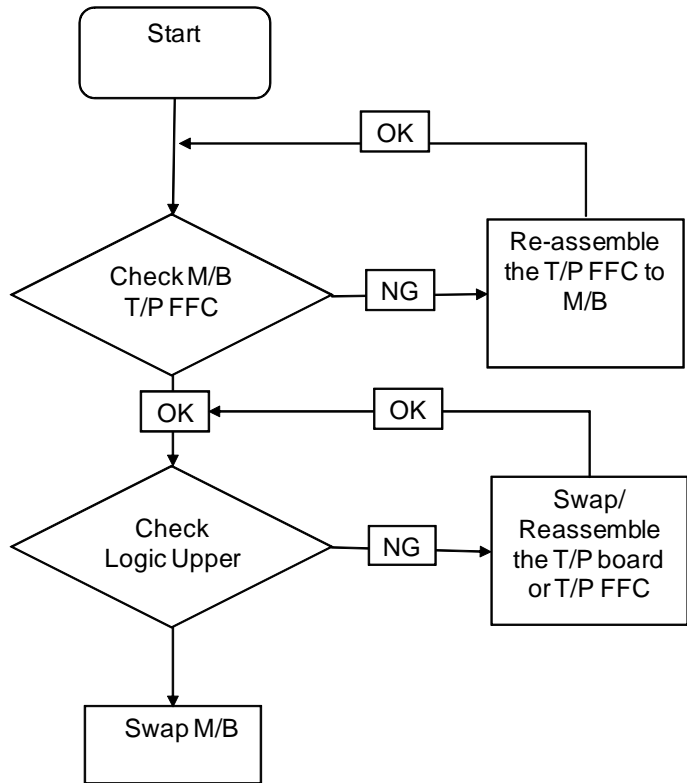 Start
OK
Check M/B
T/P FFC
NG
Re-assemble
the T/P FFC to
M/B
OK
OK
Check
Logic Upper
NG
Swap/
Reassemble
the T/P board
or T/P FFC
Swap M/B